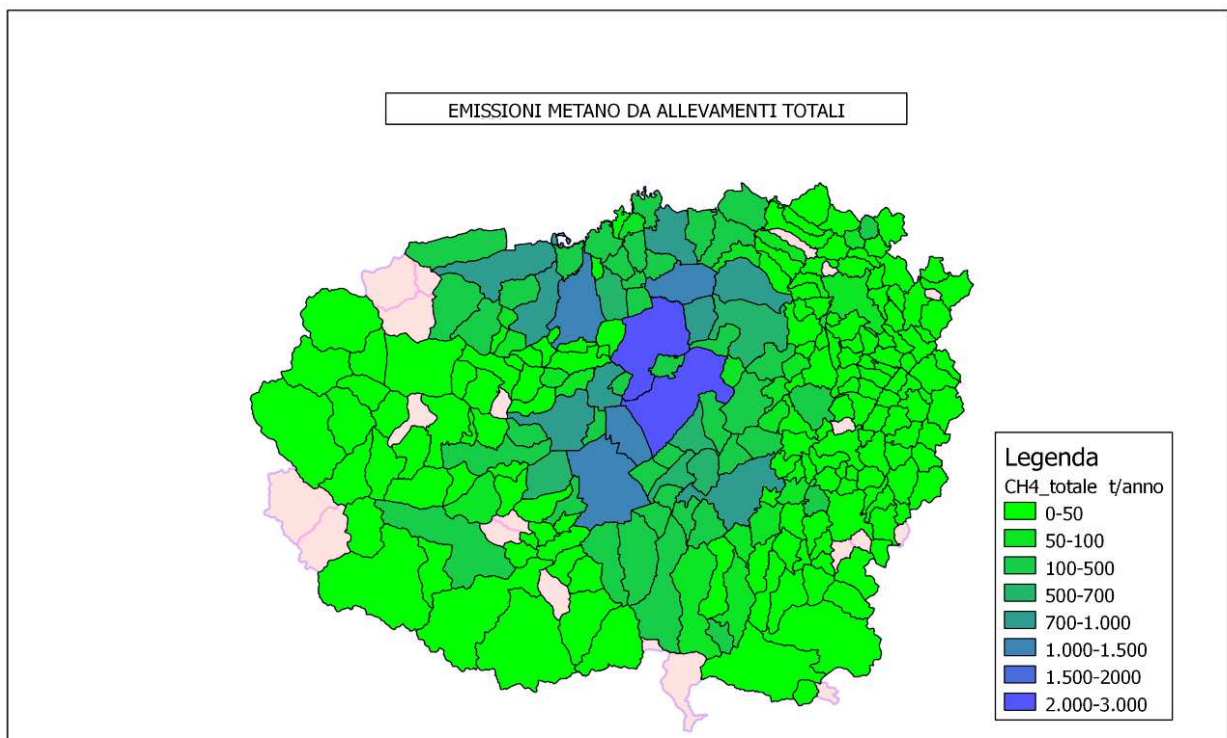 EMISSIONI METANO DA ALLEVAMENTI TOTALI
Legenda
CH4_totale t/anno
0-50
50-100
100-500
500-700
700-1.000
1.000-1.500
1.500-2000
2.000-3.000